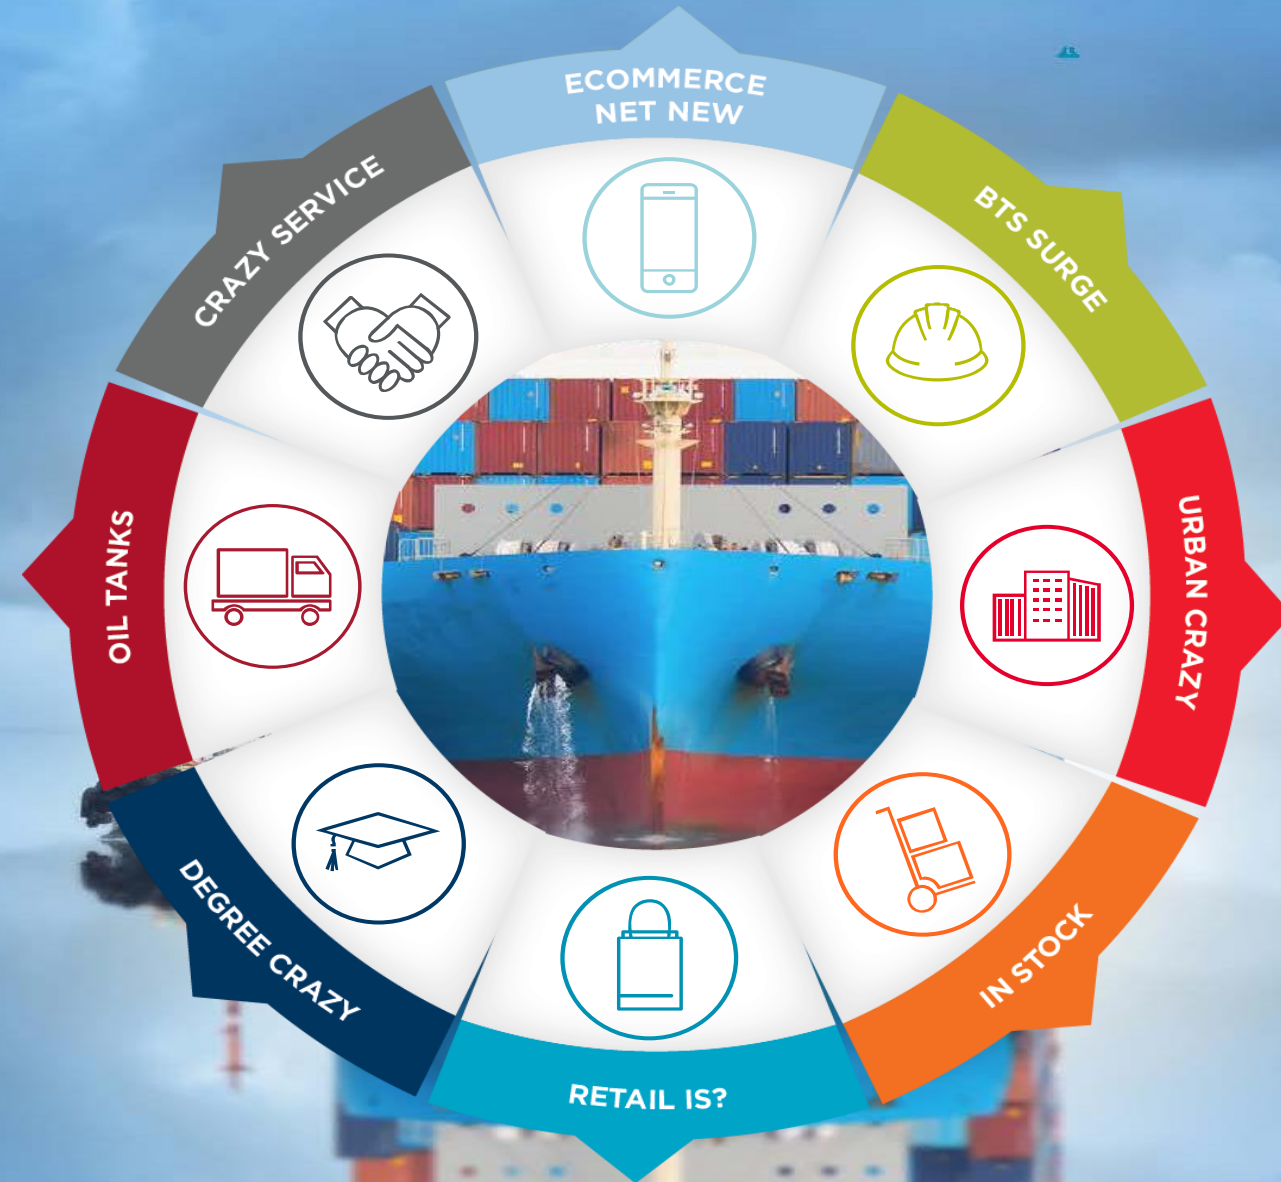 ECOMMERCE
NET NEW
BTS SURGE
URBAN CRAZY
IN STOCK
RETAIL IS?
DEGREE CRAZY
OIL TANKS
CRAZY SERVICE